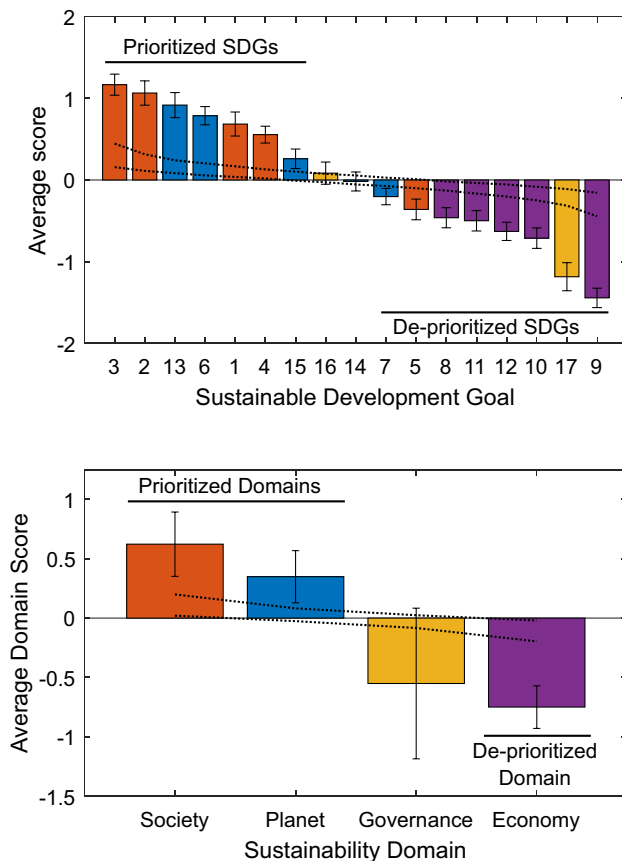 2
Prioritized SDGs
1
0
-1
De-prioritized SDGs
-2
Average score
3 2 13 6 1 4 15 16 14 7 5 8 11 12 10 17 9
Sustainable Development Goal
Prioritized Domains
1
0.5
0
-0.5
-1
-1.5
De-prioritized
Domain
Average Domain Score
Society Planet Governance Economy
Sustainability Domain